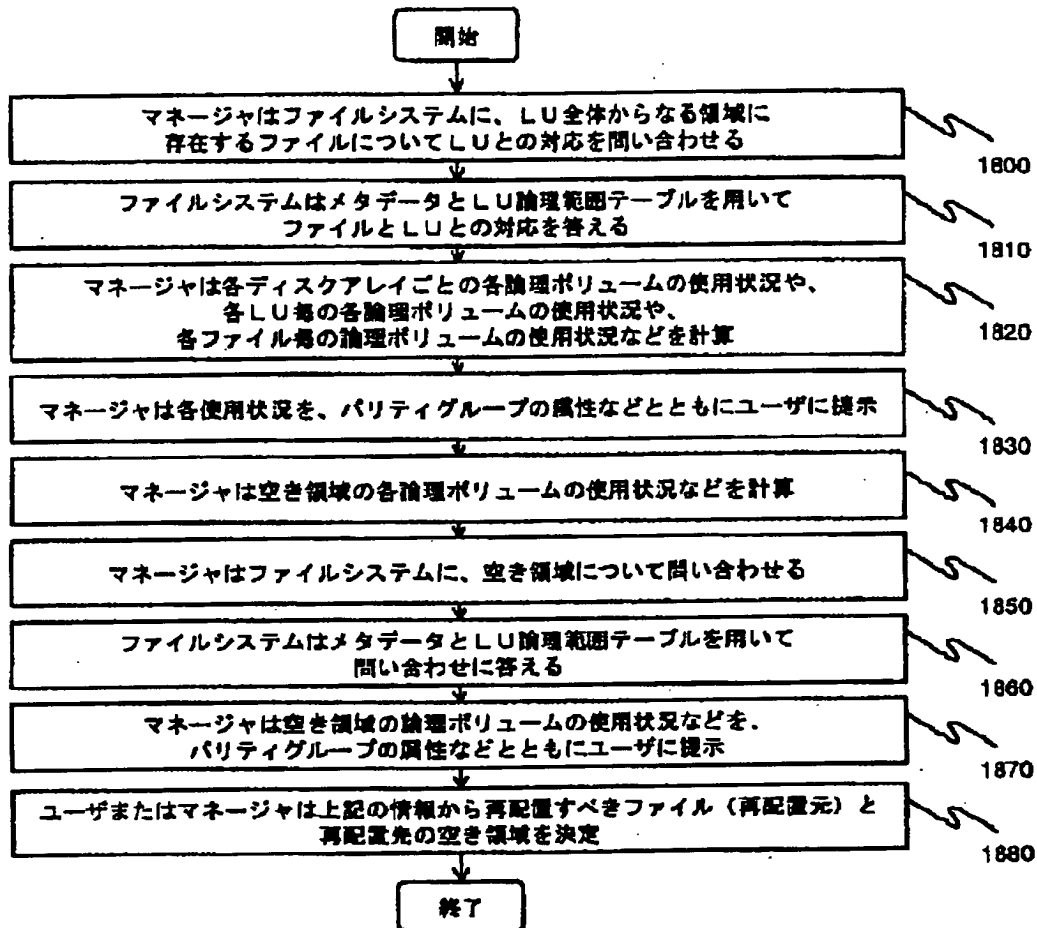 開始
マネージャはファイルシステムに、LU全体からなる領域に
存在するファイルについてLUとの対応を問い合わせる
1800
ファイルシステムはメタデータとLU論理範囲テーブルを用いて
ファイルとLUとの対応を答える
1810
マネージャは各ディスクアレイごとの各論理ボリュームの使用状況や、
各LU毎の各論理ボリュームの使用状況や、
各ファイル毎の論理ボリュームの使用状況などを計算
1820
マネージャは各使用状況を、パリティグループの属性などとともにユーザに提示
1830
マネージャは空き領域の各論理ボリュームの使用状況などを計算
1840
マネージャはファイルシステムに、空き領域について問い合わせる
1850
ファイルシステムはメタデータとLU論理範囲テーブルを用いて
問い合わせに答える
1860
マネージャは空き領域の論理ボリュームの使用状況などを、
パリティグループの属性などとともにユーザに提示
1870
ユーザまたはマネージャは上記の情報から再配置すべきファイル（再配置元）と
再配置先の空き領域を決定
1880
終了